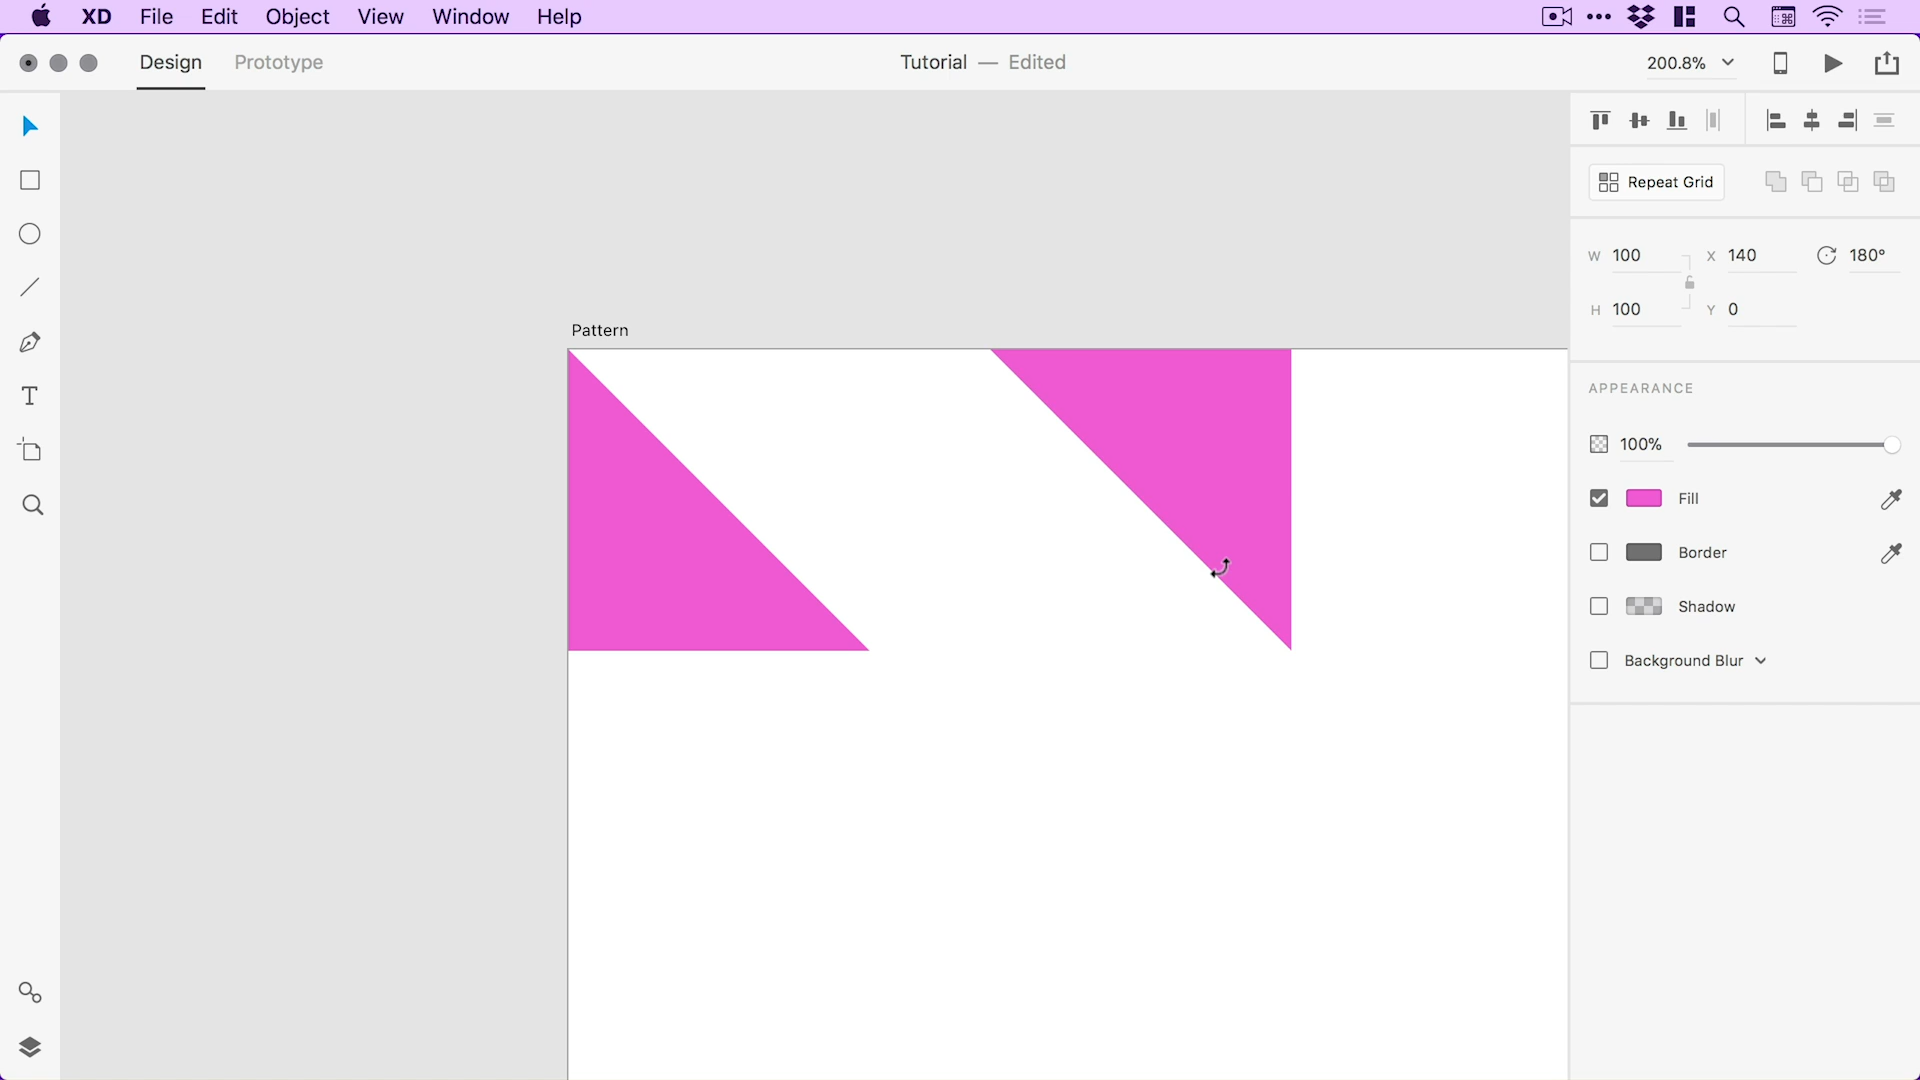 XD File Edit Object View Window Help
Design Prototype Tutorial — Edited 200.8%
Repeat Grid
W 100 X 140 180°
H 100 Y 0
Pattern
APPEARANCE
100%
Fill
Border
Shadow
Background Blur
T